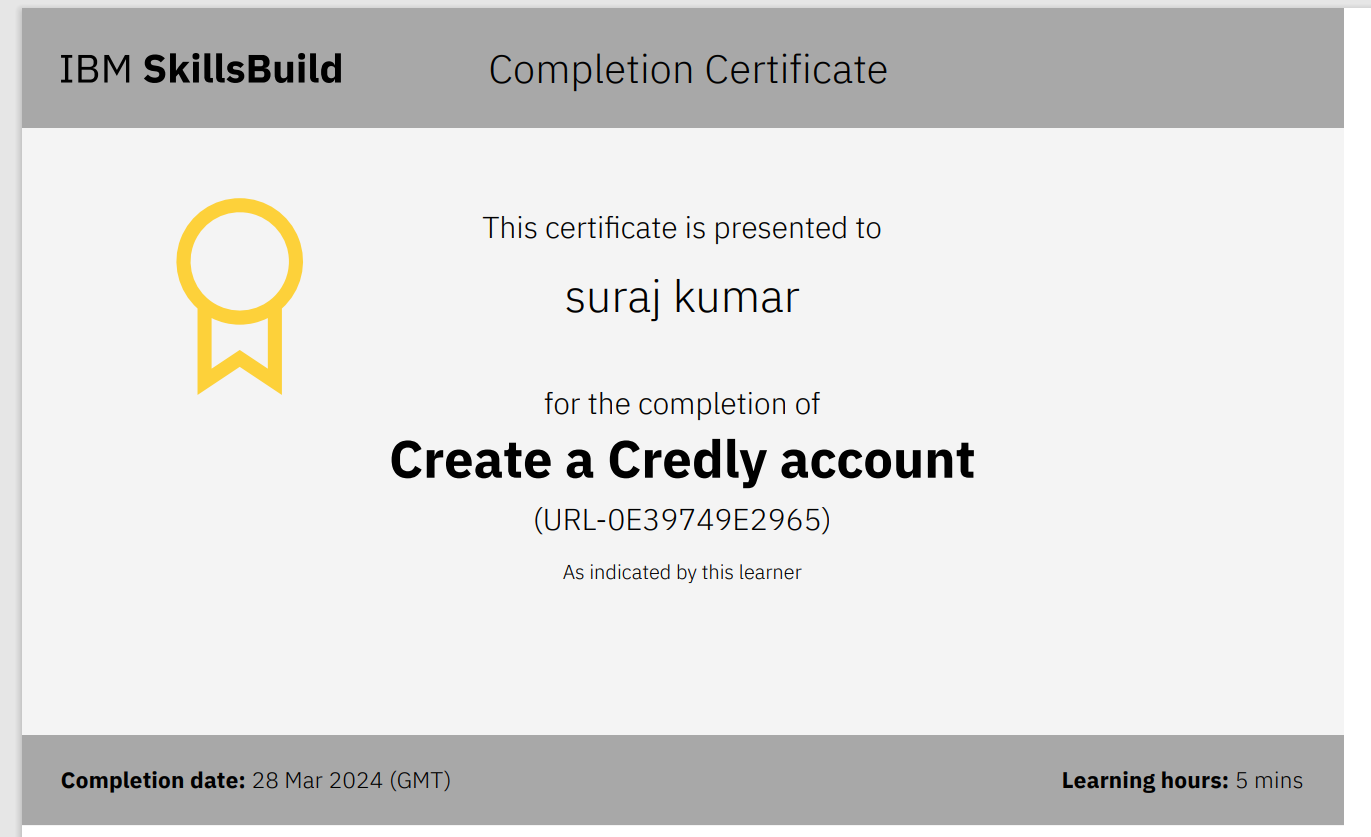 IBM SkillsBuild
Completion Certificate
This certificate is presented to
suraj kumar
for the completion of
Create a Credly account
(URL-0E39749E2965)
As indicated by this learner
Completion date: 28 Mar 2024 (GMT)
Learning hours: 5 mins